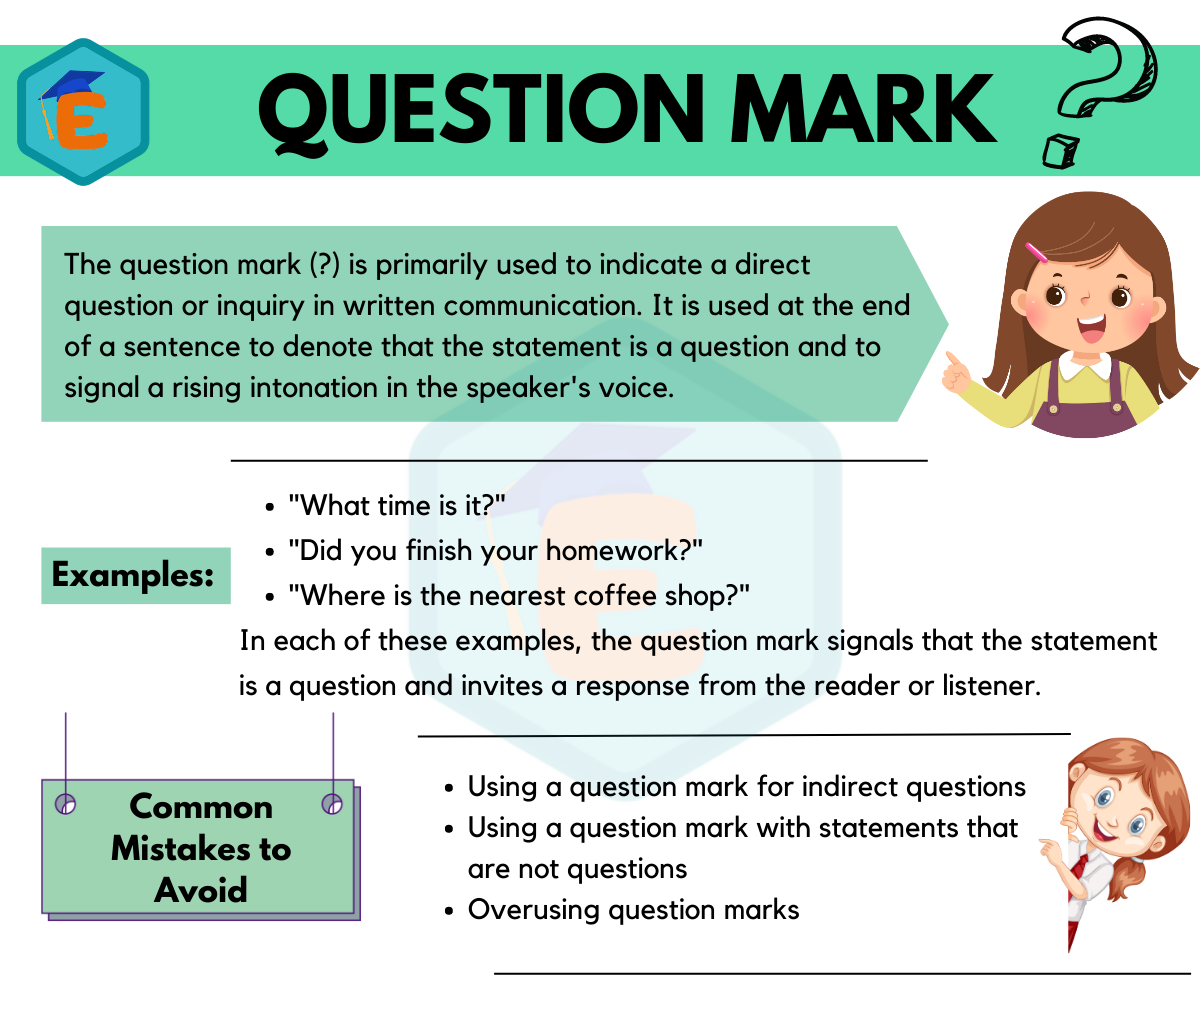 E
QUESTION MARK ?
The question mark (?) is primarily used to indicate a direct
question or inquiry in written communication. It is used at the end
of a sentence to denote that the statement is a question and to
signal a rising intonation in the speaker's voice.
Examples:
• "What time is it?"
• "Did you finish your homework?"
• "Where is the nearest coffee shop?"
In each of these examples, the question mark signals that the statement
is a question and invites a response from the reader or listener.
Common
Mistakes to
Avoid
• Using a question mark for indirect questions
• Using a question mark with statements that
are not questions
• Overusing question marks
E